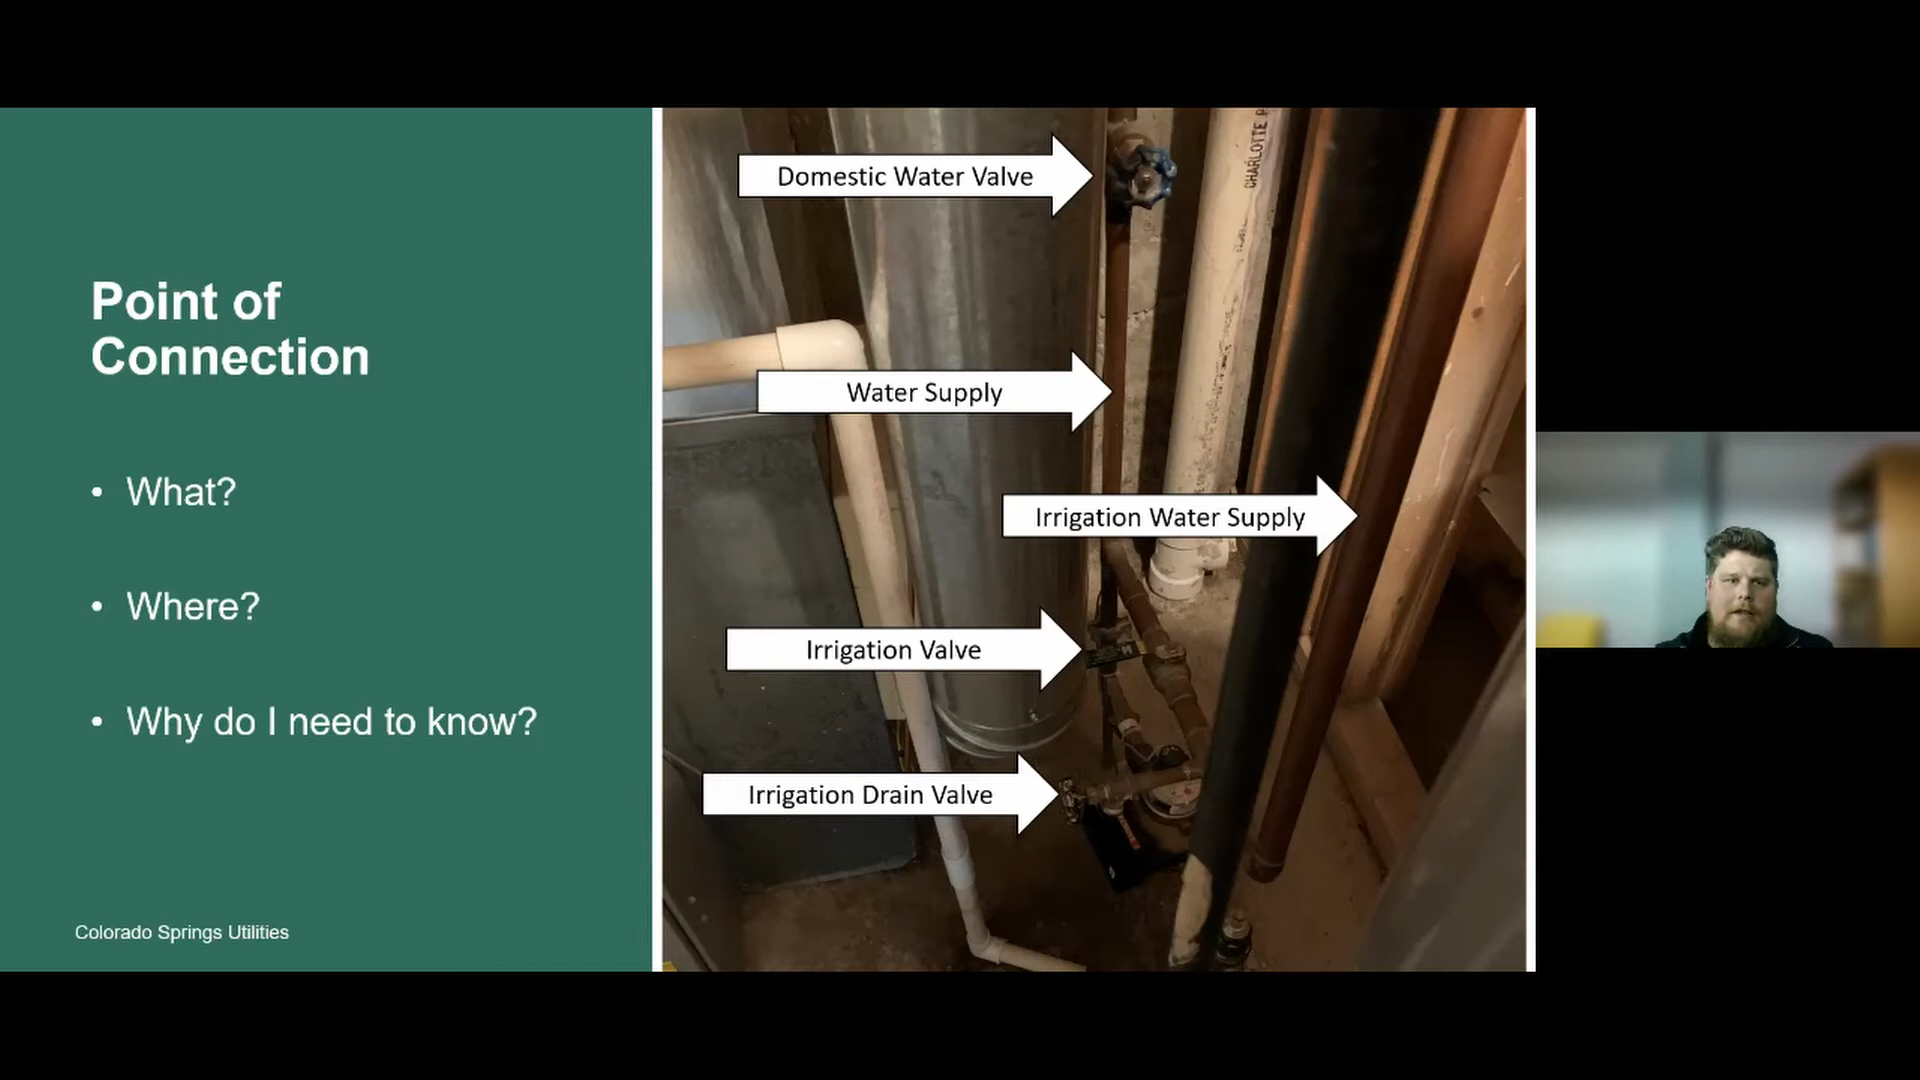 Point of
Connection
• What?
• Where?
• Why do I need to know?
Colorado Springs Utilities
Domestic Water Valve
Water Supply
Irrigation Water Supply
Irrigation Valve
Irrigation Drain Valve
CHARLOTTE